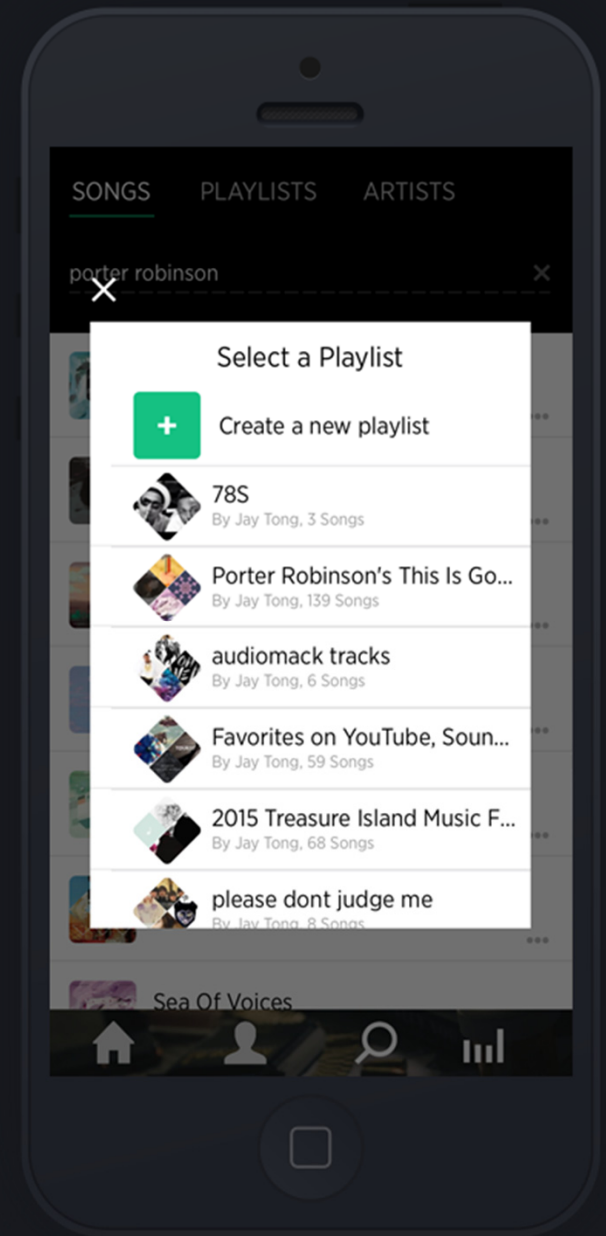 SONGS PLAYLISTS ARTISTS
porter robinson
Select a Playlist
Create a new playlist
78S
By Jay Tong, 3 Songs
Porter Robinson's This Is Go...
By Jay Tong, 139 Songs
audiomack tracks
By Jay Tong, 6 Songs
Favorites on YouTube, Soun...
By Jay Tong, 59 Songs
2015 Treasure Island Music F...
By Jay Tong, 68 Songs
please dont judge me
By Jay Tong, 8 Songs
Sea Of Voices